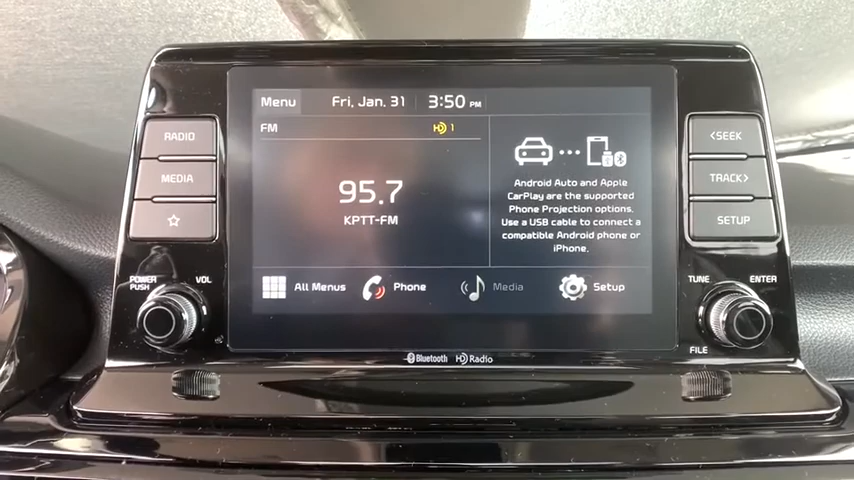 RADIO
MEDIA
POWER
PUSH
VOL
Menu Fri, Jan. 31 3:50 PM
FM HD 1
95.7
KPTT-FM
Android Auto and Apple
CarPlay are the supported
Phone Projection options.
Use a USB cable to connect a
compatible Android phone or
iPhone.
All Menus Phone Media Setup
Bluetooth HD Radio
<SEEK
TRACK>
SETUP
TUNE ENTER
FILE